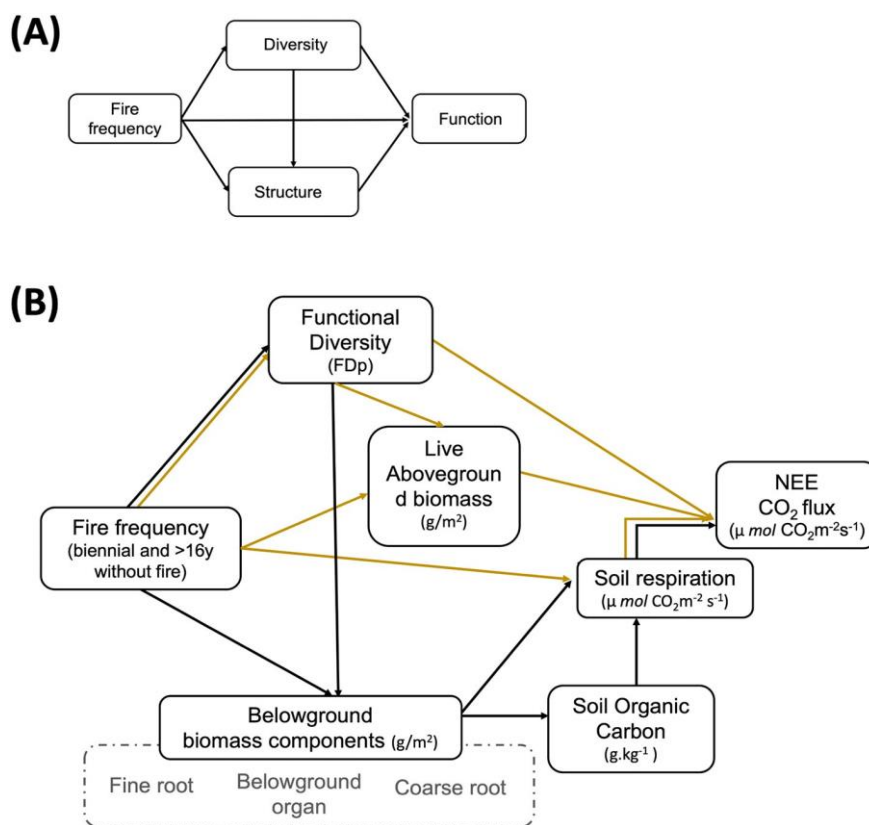 (A)
Diversity
Fire
frequency
Function
Structure
(B)
Functional
Diversity
(FDp)
Live
Abovegroun
d biomass
(g/m²)
NEE
CO₂ flux
(μ mol CO₂m⁻²s⁻¹)
Fire frequency
(biennial and >16y
without fire)
Soil respiration
(μ mol CO₂m⁻² s⁻¹)
Belowground
biomass components (g/m²)
Soil Organic
Carbon
(g.kg⁻¹ )
Fine root
Belowground
organ
Coarse root